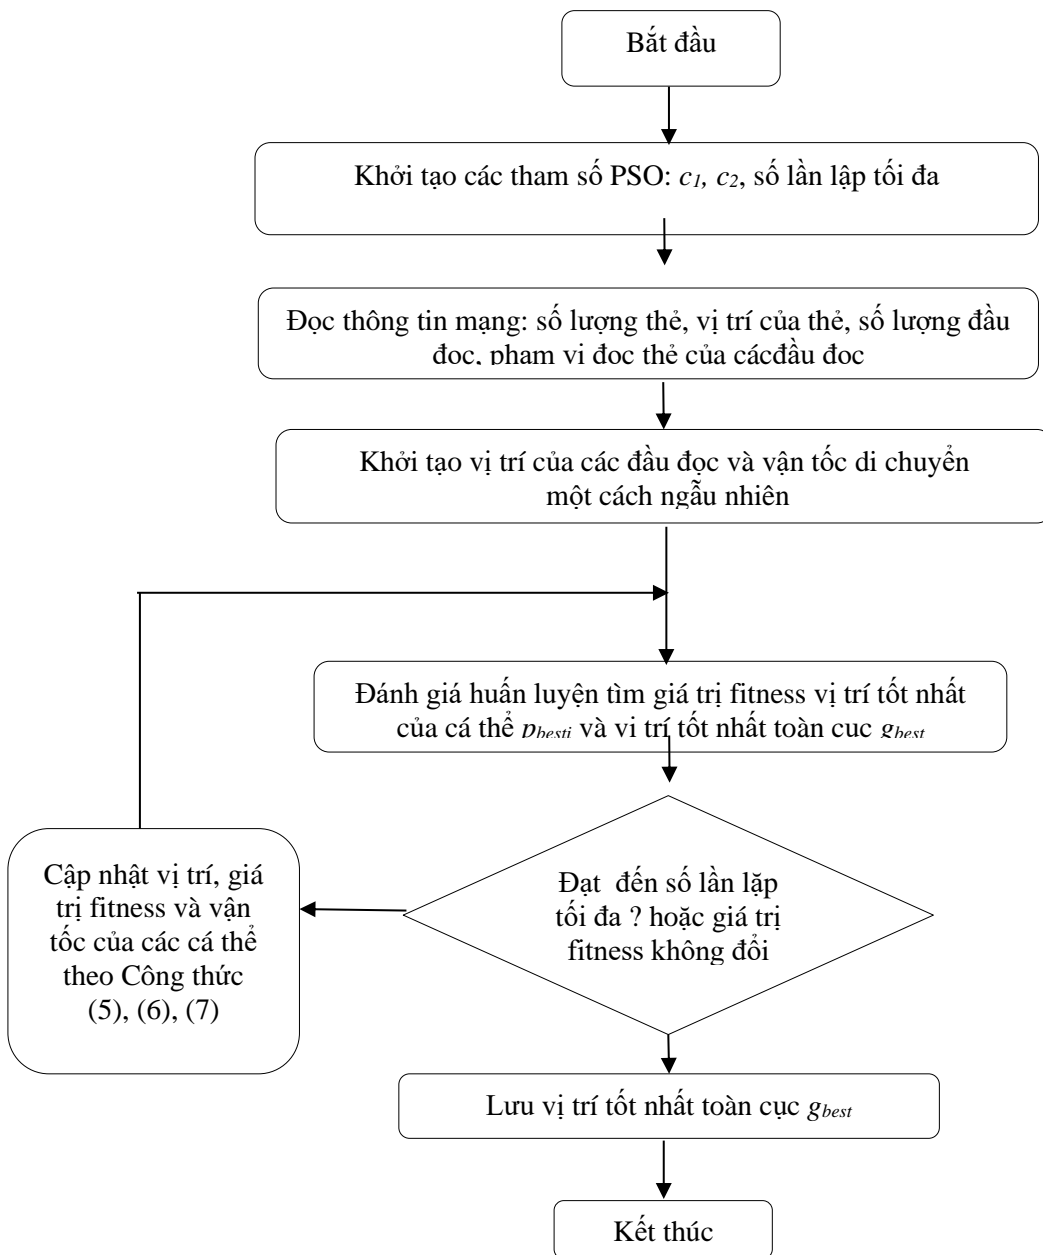 Bắt đầu
Khởi tạo các tham số PSO: c1, c2, số lần lập tối đa
Đọc thông tin mạng: số lượng thẻ, vị trí của thẻ, số lượng đầu
đọc, phạm vi đọc thẻ của cácđầu đọc
Khởi tạo vị trí của các đầu đọc và vận tốc di chuyển
một cách ngẫu nhiên
Đánh giá huấn luyện tìm giá trị fitness vị trí tốt nhất
của cá thể pbesti và vị trí tốt nhất toàn cục gbest
Đạt  đến số lần lặp
tối đa ? hoặc giá trị
fitness không đổi
Cập nhật vị trí, giá
trị fitness và vận
tốc của các cá thể
theo Công thức
(5), (6), (7)
Lưu vị trí tốt nhất toàn cục gbest
Kết thúc